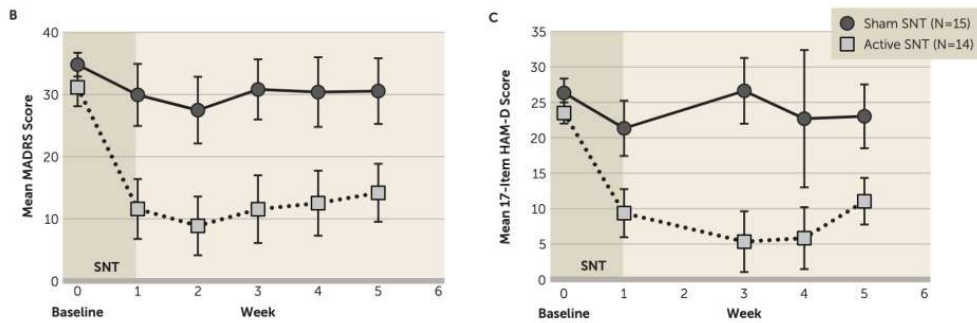 B
Mean MADRS Score
40
30
20
10
0
SNT
0 1 2 3 4 5 6
Baseline Week
C
Sham SNT (N=15)
Active SNT (N=14)
Mean 17-Item HAM-D Score
35
30
25
20
15
10
5
0
SNT
0 1 2 3 4 5 6
Baseline Week